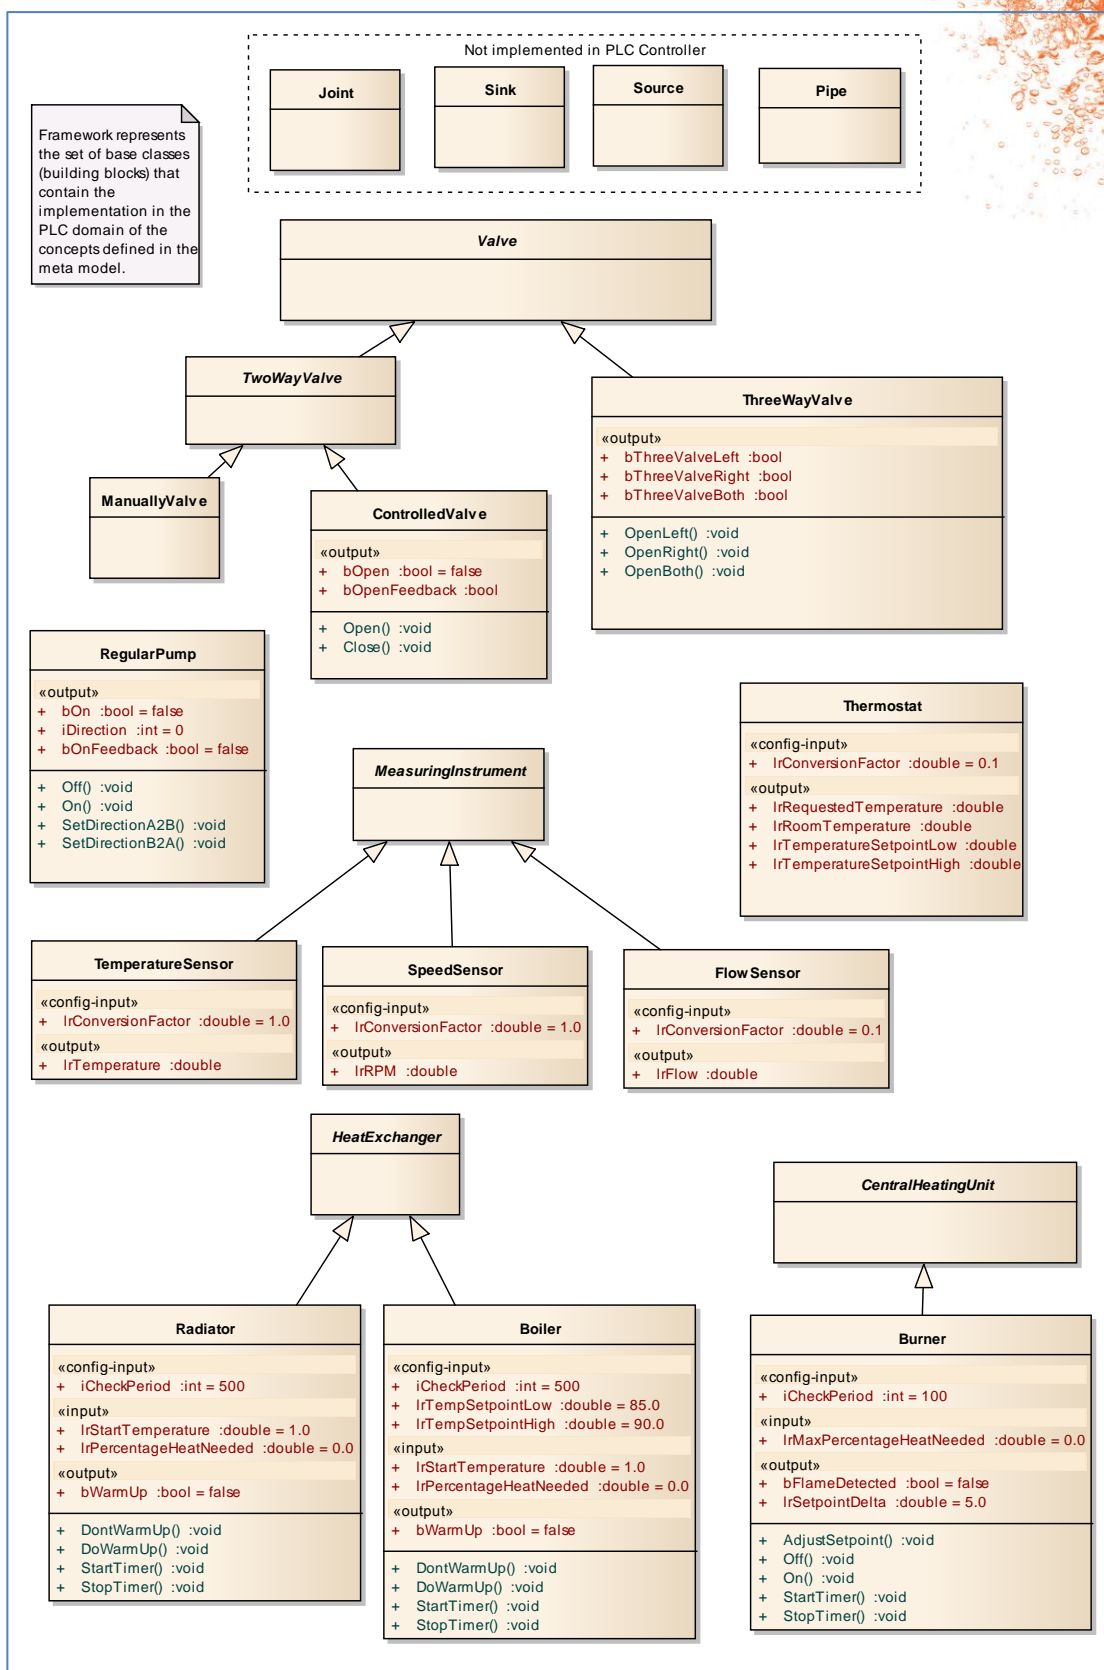 Not implemented in PLC Controller
Joint
Sink
Source
Pipe
Framework represents
the set of base classes
(building blocks) that
contain the
implementation in the
PLC domain of the
concepts defined in the
meta model.
Valve
TwoWayValve
ThreeWayValve
«output»
+ bThreeValveLeft :bool
+ bThreeValveRight :bool
+ bThreeValveBoth :bool
+ OpenLeft() :void
+ OpenRight() :void
+ OpenBoth() :void
ManuallyValve
ControlledValve
«output»
+ bOpen :bool = false
+ bOpenFeedback :bool
+ Open() :void
+ Close() :void
RegularPump
«output»
+ bOn :bool = false
+ iDirection :int = 0
+ bOnFeedback :bool = false
+ Off() :void
+ On() :void
+ SetDirectionA2B() :void
+ SetDirectionB2A() :void
Thermostat
«config-input»
+ lrConversionFactor :double = 0.1
«output»
+ lrRequestedTemperature :double
+ lrRoomTemperature :double
+ lrTemperatureSetpointLow :double
+ lrTemperatureSetpointHigh :double
MeasuringInstrument
TemperatureSensor
«config-input»
+ lrConversionFactor :double = 1.0
«output»
+ lrTemperature :double
SpeedSensor
«config-input»
+ lrConversionFactor :double = 1.0
«output»
+ lrRPM :double
FlowSensor
«config-input»
+ lrConversionFactor :double = 0.1
«output»
+ lrFlow :double
HeatExchanger
CentralHeatingUnit
Radiator
«config-input»
+ iCheckPeriod :int = 500
«input»
+ lrStartTemperature :double = 1.0
+ lrPercentageHeatNeeded :double = 0.0
«output»
+ bWarmUp :bool = false
+ DontWarmUp() :void
+ DoWarmUp() :void
+ StartTimer() :void
+ StopTimer() :void
Boiler
«config-input»
+ iCheckPeriod :int = 500
+ lrTempSetpointLow :double = 85.0
+ lrTempSetpointHigh :double = 90.0
«input»
+ lrStartTemperature :double = 1.0
+ lrPercentageHeatNeeded :double = 0.0
«output»
+ bWarmUp :bool = false
+ DontWarmUp() :void
+ DoWarmUp() :void
+ StartTimer() :void
+ StopTimer() :void
Burner
«config-input»
+ iCheckPeriod :int = 100
«input»
+ lrMaxPercentageHeatNeeded :double = 0.0
«output»
+ bFlameDetected :bool = false
+ lrSetpointDelta :double = 5.0
+ AdjustSetpoint() :void
+ Off() :void
+ On() :void
+ StartTimer() :void
+ StopTimer() :void